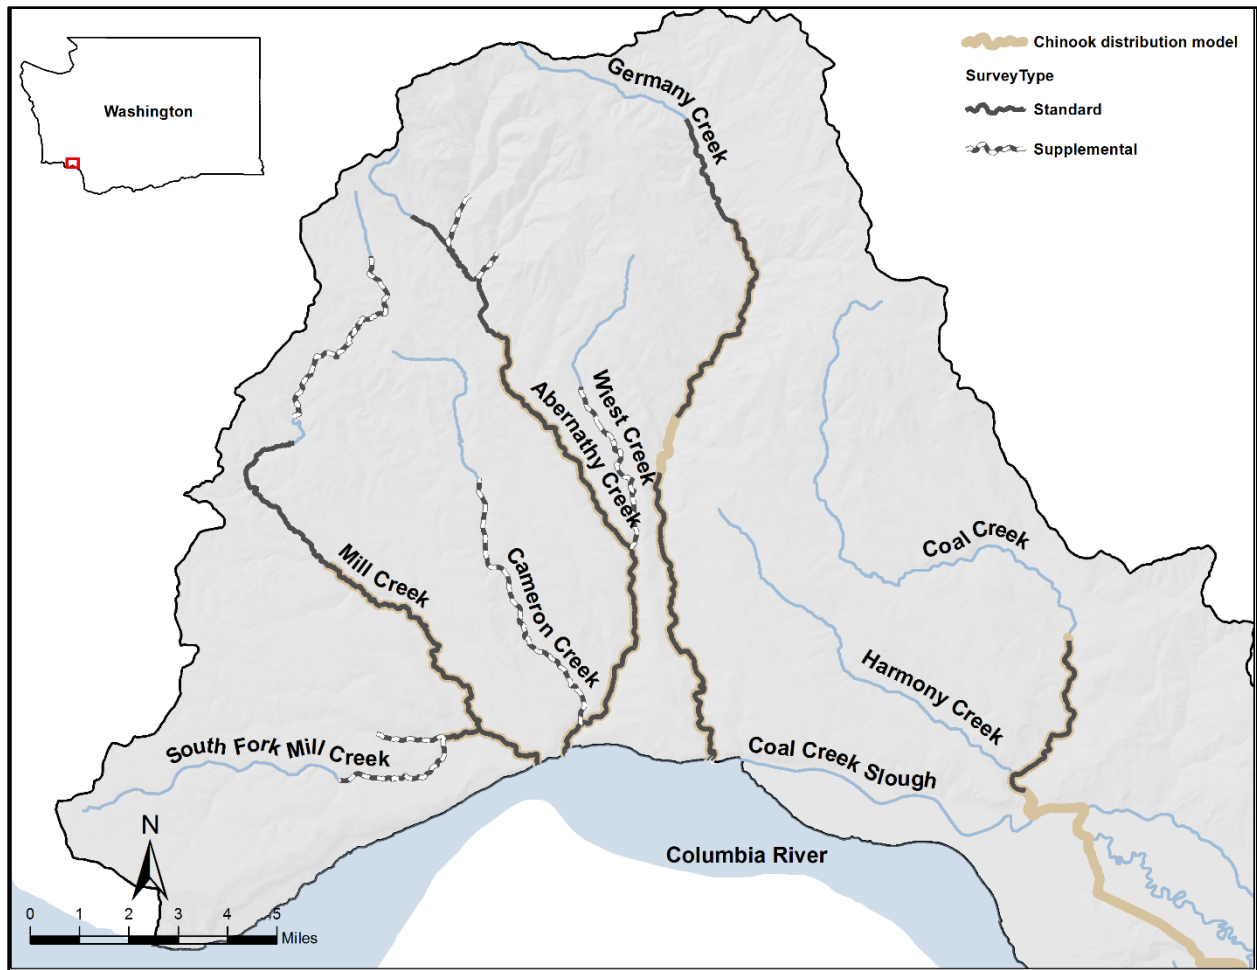 Washington
Chinook distribution model
SurveyType
Standard
Supplemental
Germany Creek
Wiest Creek
Abernathy Creek
Coal Creek
Mill Creek
Cameron Creek
Harmony Creek
South Fork Mill Creek
Coal Creek Slough
Columbia River
N
0 1 2 3 4 5
Miles